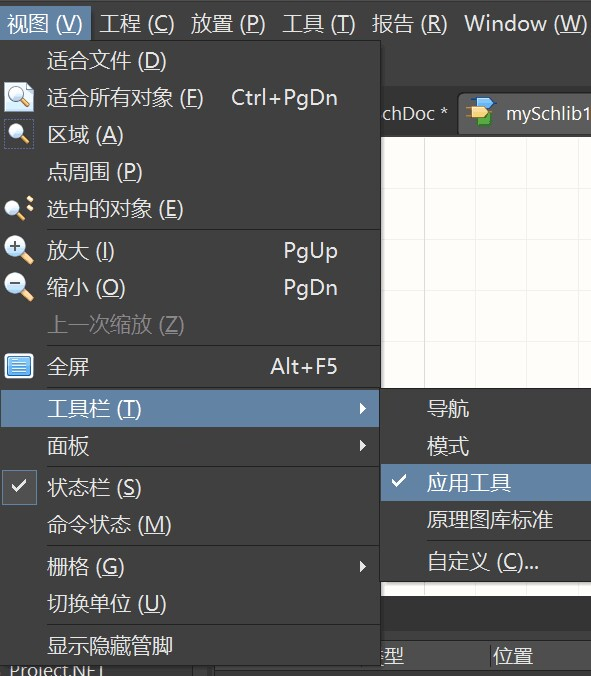 视图 (V) 工程 (C) 放置 (P) 工具 (T) 报告 (R) Window (W)
适合文件 (D)
适合所有对象 (F) Ctrl+PgDn
chDoc * mySchlib1
区域 (A)
点周围 (P)
选中的对象 (E)
放大 (I) PgUp
缩小 (O) PgDn
上一次缩放 (Z)
全屏 Alt+F5
工具栏 (T) 导航
面板 模式
状态栏 (S) 应用工具
命令状态 (M) 原理图库标准
栅格 (G) 自定义 (C)...
切换单位 (U)
显示隐藏管脚
型 位置
Project.NET